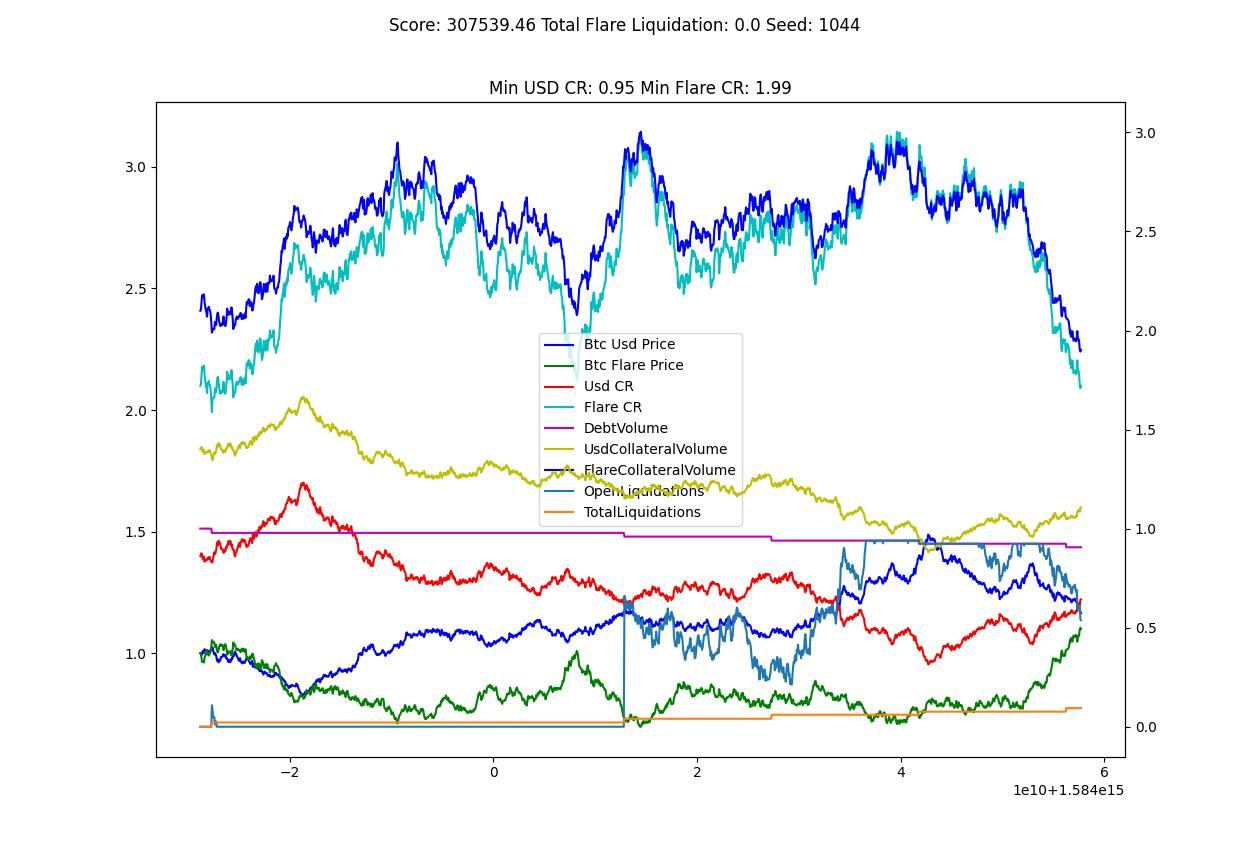 Score: 307539.46 Total Flare Liquidation: 0.0 Seed: 1044
Min USD CR: 0.95 Min Flare CR: 1.99
3.0
2.5
2.0
1.5
1.0
3.0
2.5
2.0
1.5
1.0
0.5
0.0
Btc Usd Price
Btc Flare Price
Usd CR
Flare CR
DebtVolume
UsdCollateralVolume
FlareCollateralVolume
OpenLiquidations
TotalLiquidations
−2 0 2 4 6
1e10+1.584e15